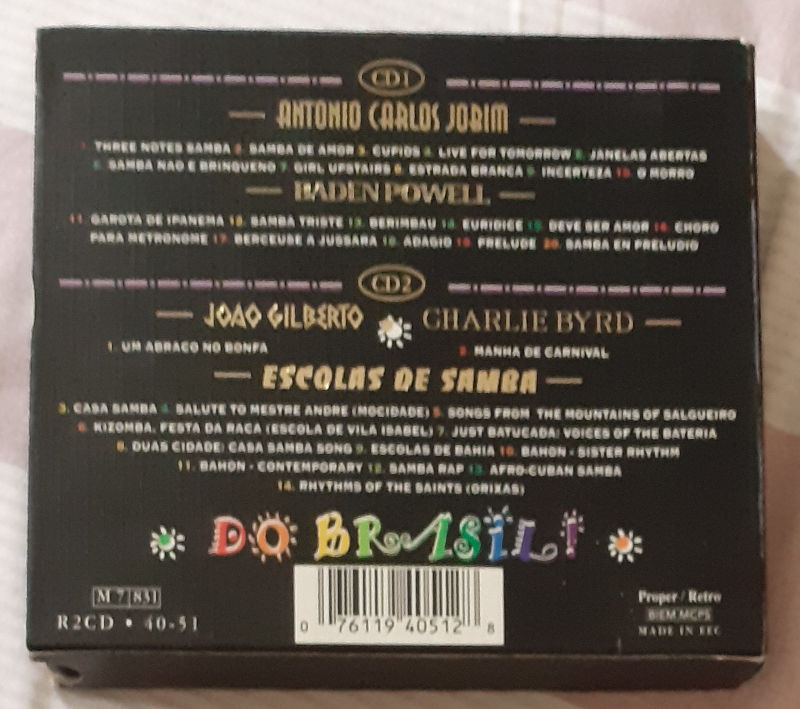 CD1
ANTONIO CARLOS JOBIM
1. THREE NOTES SAMBA 2. SAMBA DE AMOR 3. CUPIDS 4. LIVE FOR TOMORROW 5. JANELAS ABERTAS
6. SAMBA NAO E BRINQUENO 7. GIRL UPSTAIRS 8. ESTRADA BRANCA 9. INCERTEZA 10. O MORRO
BADEN POWELL
11. GAROTA DE IPANEMA 12. SAMBA TRISTE 13. BERIMBAU 14. EURIDICE 15. DEVE SER AMOR 16. CHORO
PARA METRONOME 17. BERCEUSE A JUSSARA 18. ADAGIO 19. PRELUDE 20. SAMBA EN PRELUDIO
CD2
JOAO GILBERTO CHARLIE BYRD
1. UM ABRACO NO BONFA 2. MANHA DE CARNIVAL
ESCOLAS DE SAMBA
3. CASA SAMBA 4. SALUTE TO MESTRE ANDRE (MOCIDADE) 5. SONGS FROM THE MOUNTAINS OF SALGUEIRO
6. KIZOMBA, FESTA DA RACA (ESCOLA DE VILA ISABEL) 7. JUST BATUCADA: VOICES OF THE BATERIA
8. DUAS CIDADE: CASA SAMBA SONG 9. ESCOLAS DE BAHIA 10. BAHON - SISTER RHYTHM
11. BAHON - CONTEMPORARY 12. SAMBA RAP 13. AFRO-CUBAN SAMBA
14. RHYTHMS OF THE SAINTS (ORIXAS)
DO BRASIL!
M 7 831
R2CD • 40-51
0 76119 40512 8
Proper / Retro
BIEM.MCPS
MADE IN EEC